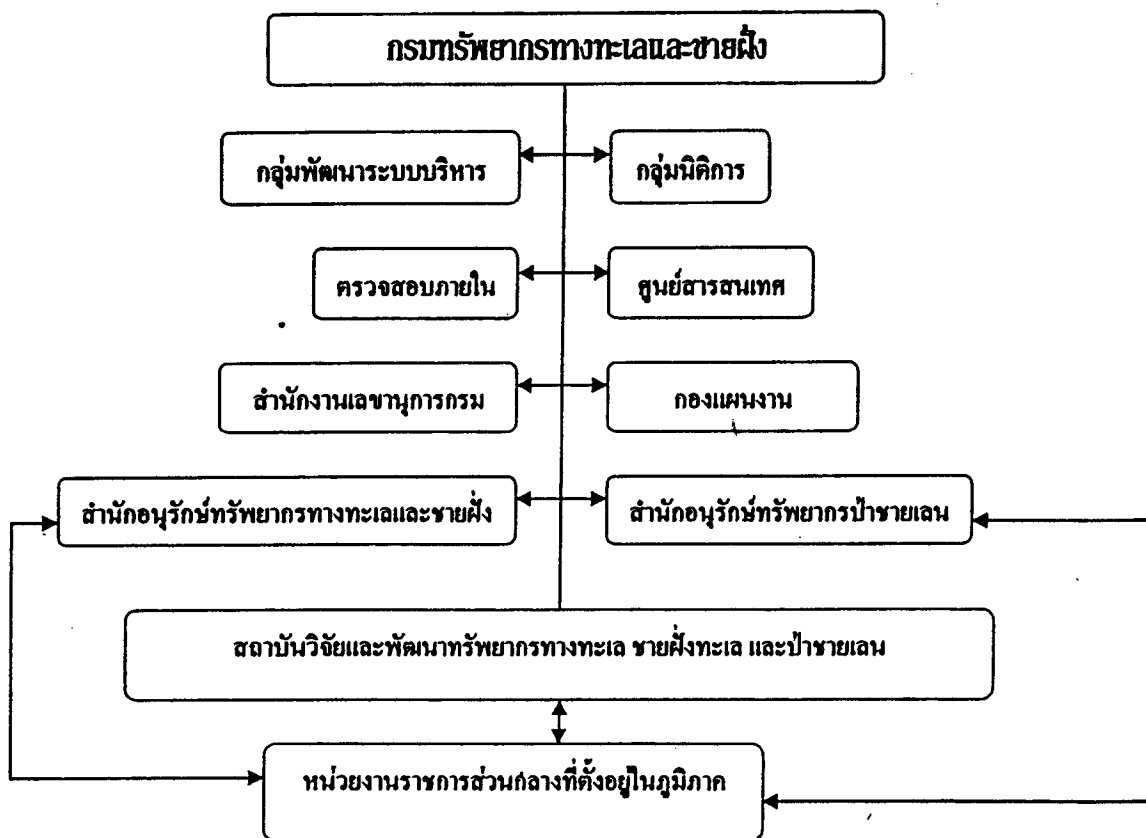 กรมทรัพยากรทางทะเลและชายฝั่ง
กลุ่มพัฒนาระบบบริหาร
กลุ่มนิติการ
ตรวจสอบภายใน
ศูนย์สารสนเทศ
สำนักงานเลขานุการกรม
กองแผนงาน
สำนักอนุรักษ์ทรัพยากรทางทะเลและชายฝั่ง
สำนักอนุรักษ์ทรัพยากรป่าชายเลน
สถาบันวิจัยและพัฒนาทรัพยากรทางทะเล ชายฝั่งทะเล และป่าชายเลน
หน่วยงานราชการส่วนกลางที่ตั้งอยู่ในภูมิภาค